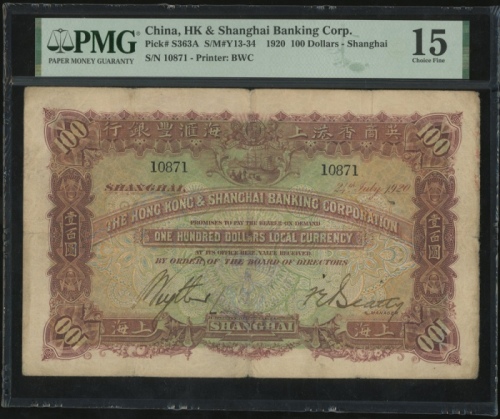 PMG
PAPER MONEY GUARANTY
China, HK & Shanghai Banking Corp.
Pick# S363A S/M#Y13-34 1920 100 Dollars - Shanghai
S/N 10871 - Printer: BWC
15
Choice Fine
100
行銀豐滙海上港香商英
100
10871
10871
SHANGHAI,
July 1920
THE HONG KONG & SHANGHAI BANKING CORPORATION
PROMISES TO PAY THE BEARER ON DEMAND
ONE HUNDRED DOLLARS LOCAL CURRENCY
AT ITS OFFICE HERE VALUE RECEIVED
BY ORDER OF THE BOARD OF DIRECTORS
壹百圓
壹百圓
SHANGHAI
海上
海上
100
100